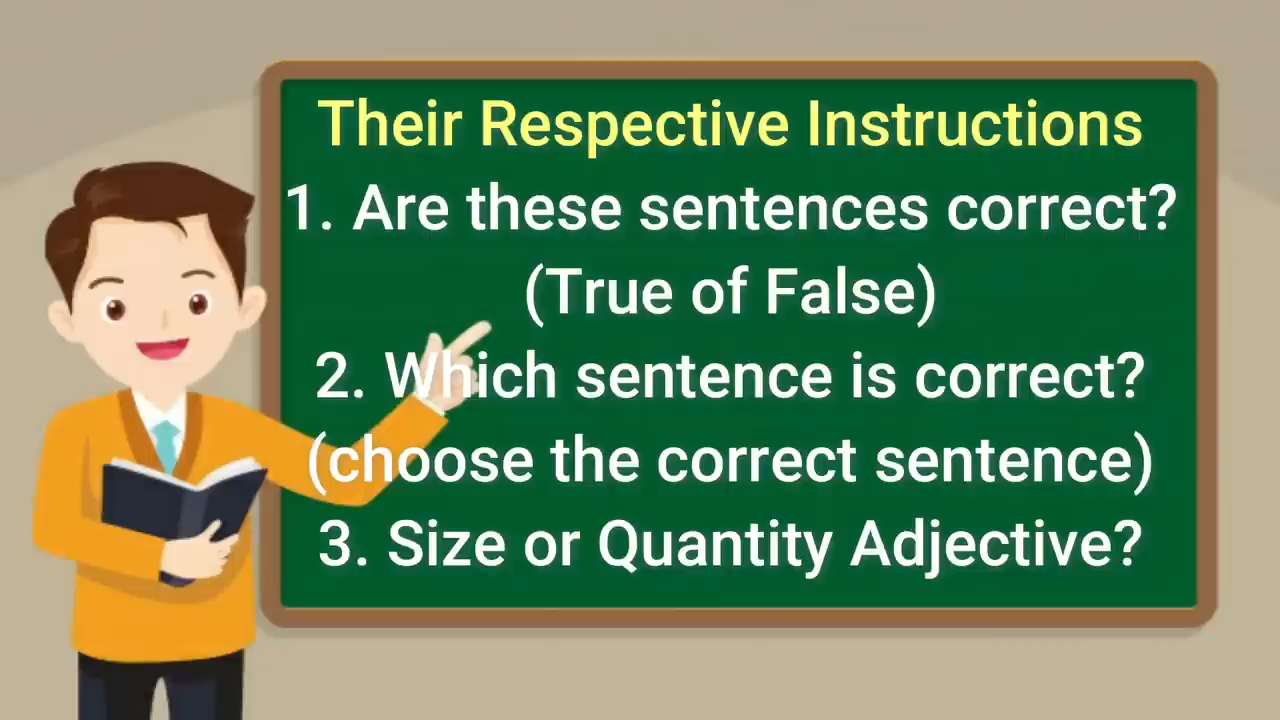 Their Respective Instructions
1. Are these sentences correct?
(True of False)
2. Which sentence is correct?
(choose the correct sentence)
3. Size or Quantity Adjective?